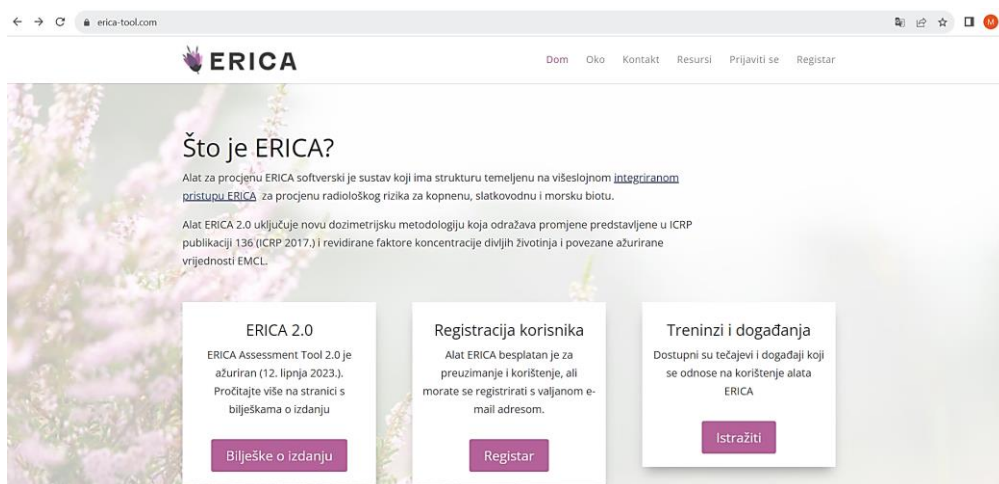 erica-tool.com
M
ERICA
Dom Oko Kontakt Resursi Prijaviti se Registar
Što je ERICA?
Alat za procjenu ERICA softverski je sustav koji ima strukturu temeljenu na višeslojnom integriranom
pristupu ERICA za procjenu radiološkog rizika za kopnenu, slatkovodnu i morsku biotu.
Alat ERICA 2.0 uključuje novu dozimetrijsku metodologiju koja odražava promjene predstavljene u ICRP
publikaciji 136 (ICRP 2017.) i revidirane faktore koncentracije divljih životinja i povezane ažurirane
vrijednosti EMCL.
ERICA 2.0
ERICA Assessment Tool 2.0 je
ažuriran (12. lipnja 2023.).
Pročitajte više na stranici s
bilješkama o izdanju
Bilješke o izdanju
Registracija korisnika
Alat ERICA besplatan je za
preuzimanje i korištenje, ali
morate se registrirati s valjanom e-
mail adresom.
Registar
Treninzi i događanja
Dostupni su tečajevi i događaji koji
se odnose na korištenje alata
ERICA
Istražiti